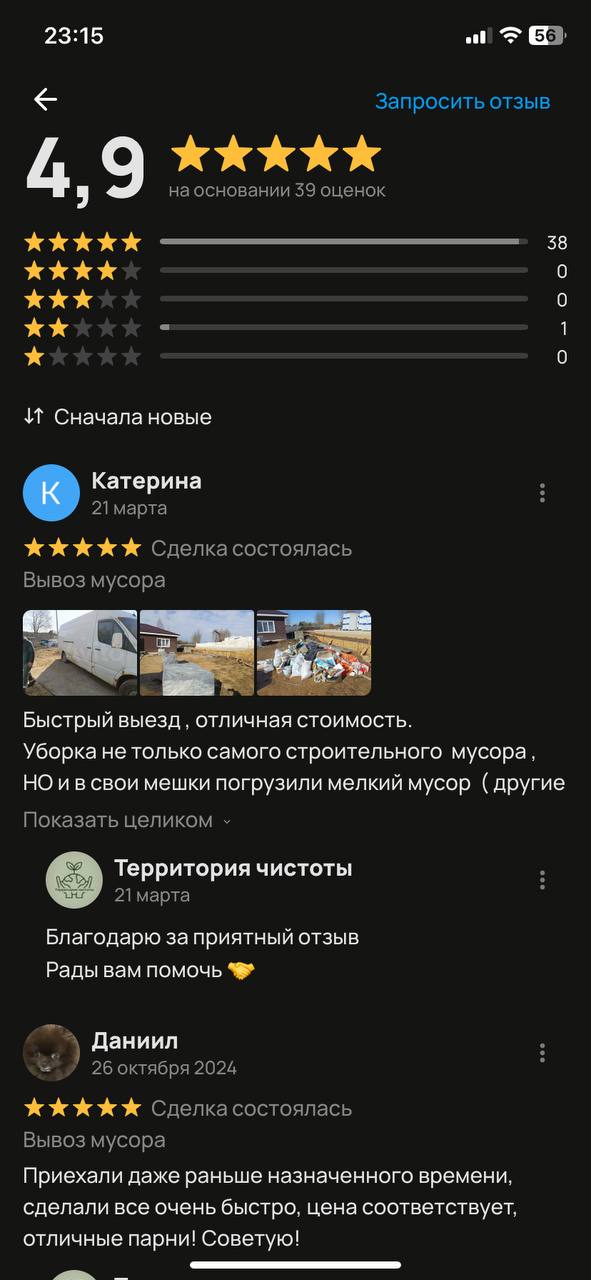 23:15
56
Запросить отзыв
4,9
на основании 39 оценок
38
0
0
1
0
Сначала новые
К
Катерина
21 марта
Сделка состоялась
Вывоз мусора
Быстрый выезд , отличная стоимость.
Уборка не только самого строительного мусора ,
НО и в свои мешки погрузили мелкий мусор ( другие
Показать целиком
Территория чистоты
21 марта
Благодарю за приятный отзыв
Рады вам помочь 🤝
Даниил
26 октября 2024
Сделка состоялась
Вывоз мусора
Приехали даже раньше назначенного времени,
сделали все очень быстро, цена соответствует,
отличные парни! Советую!